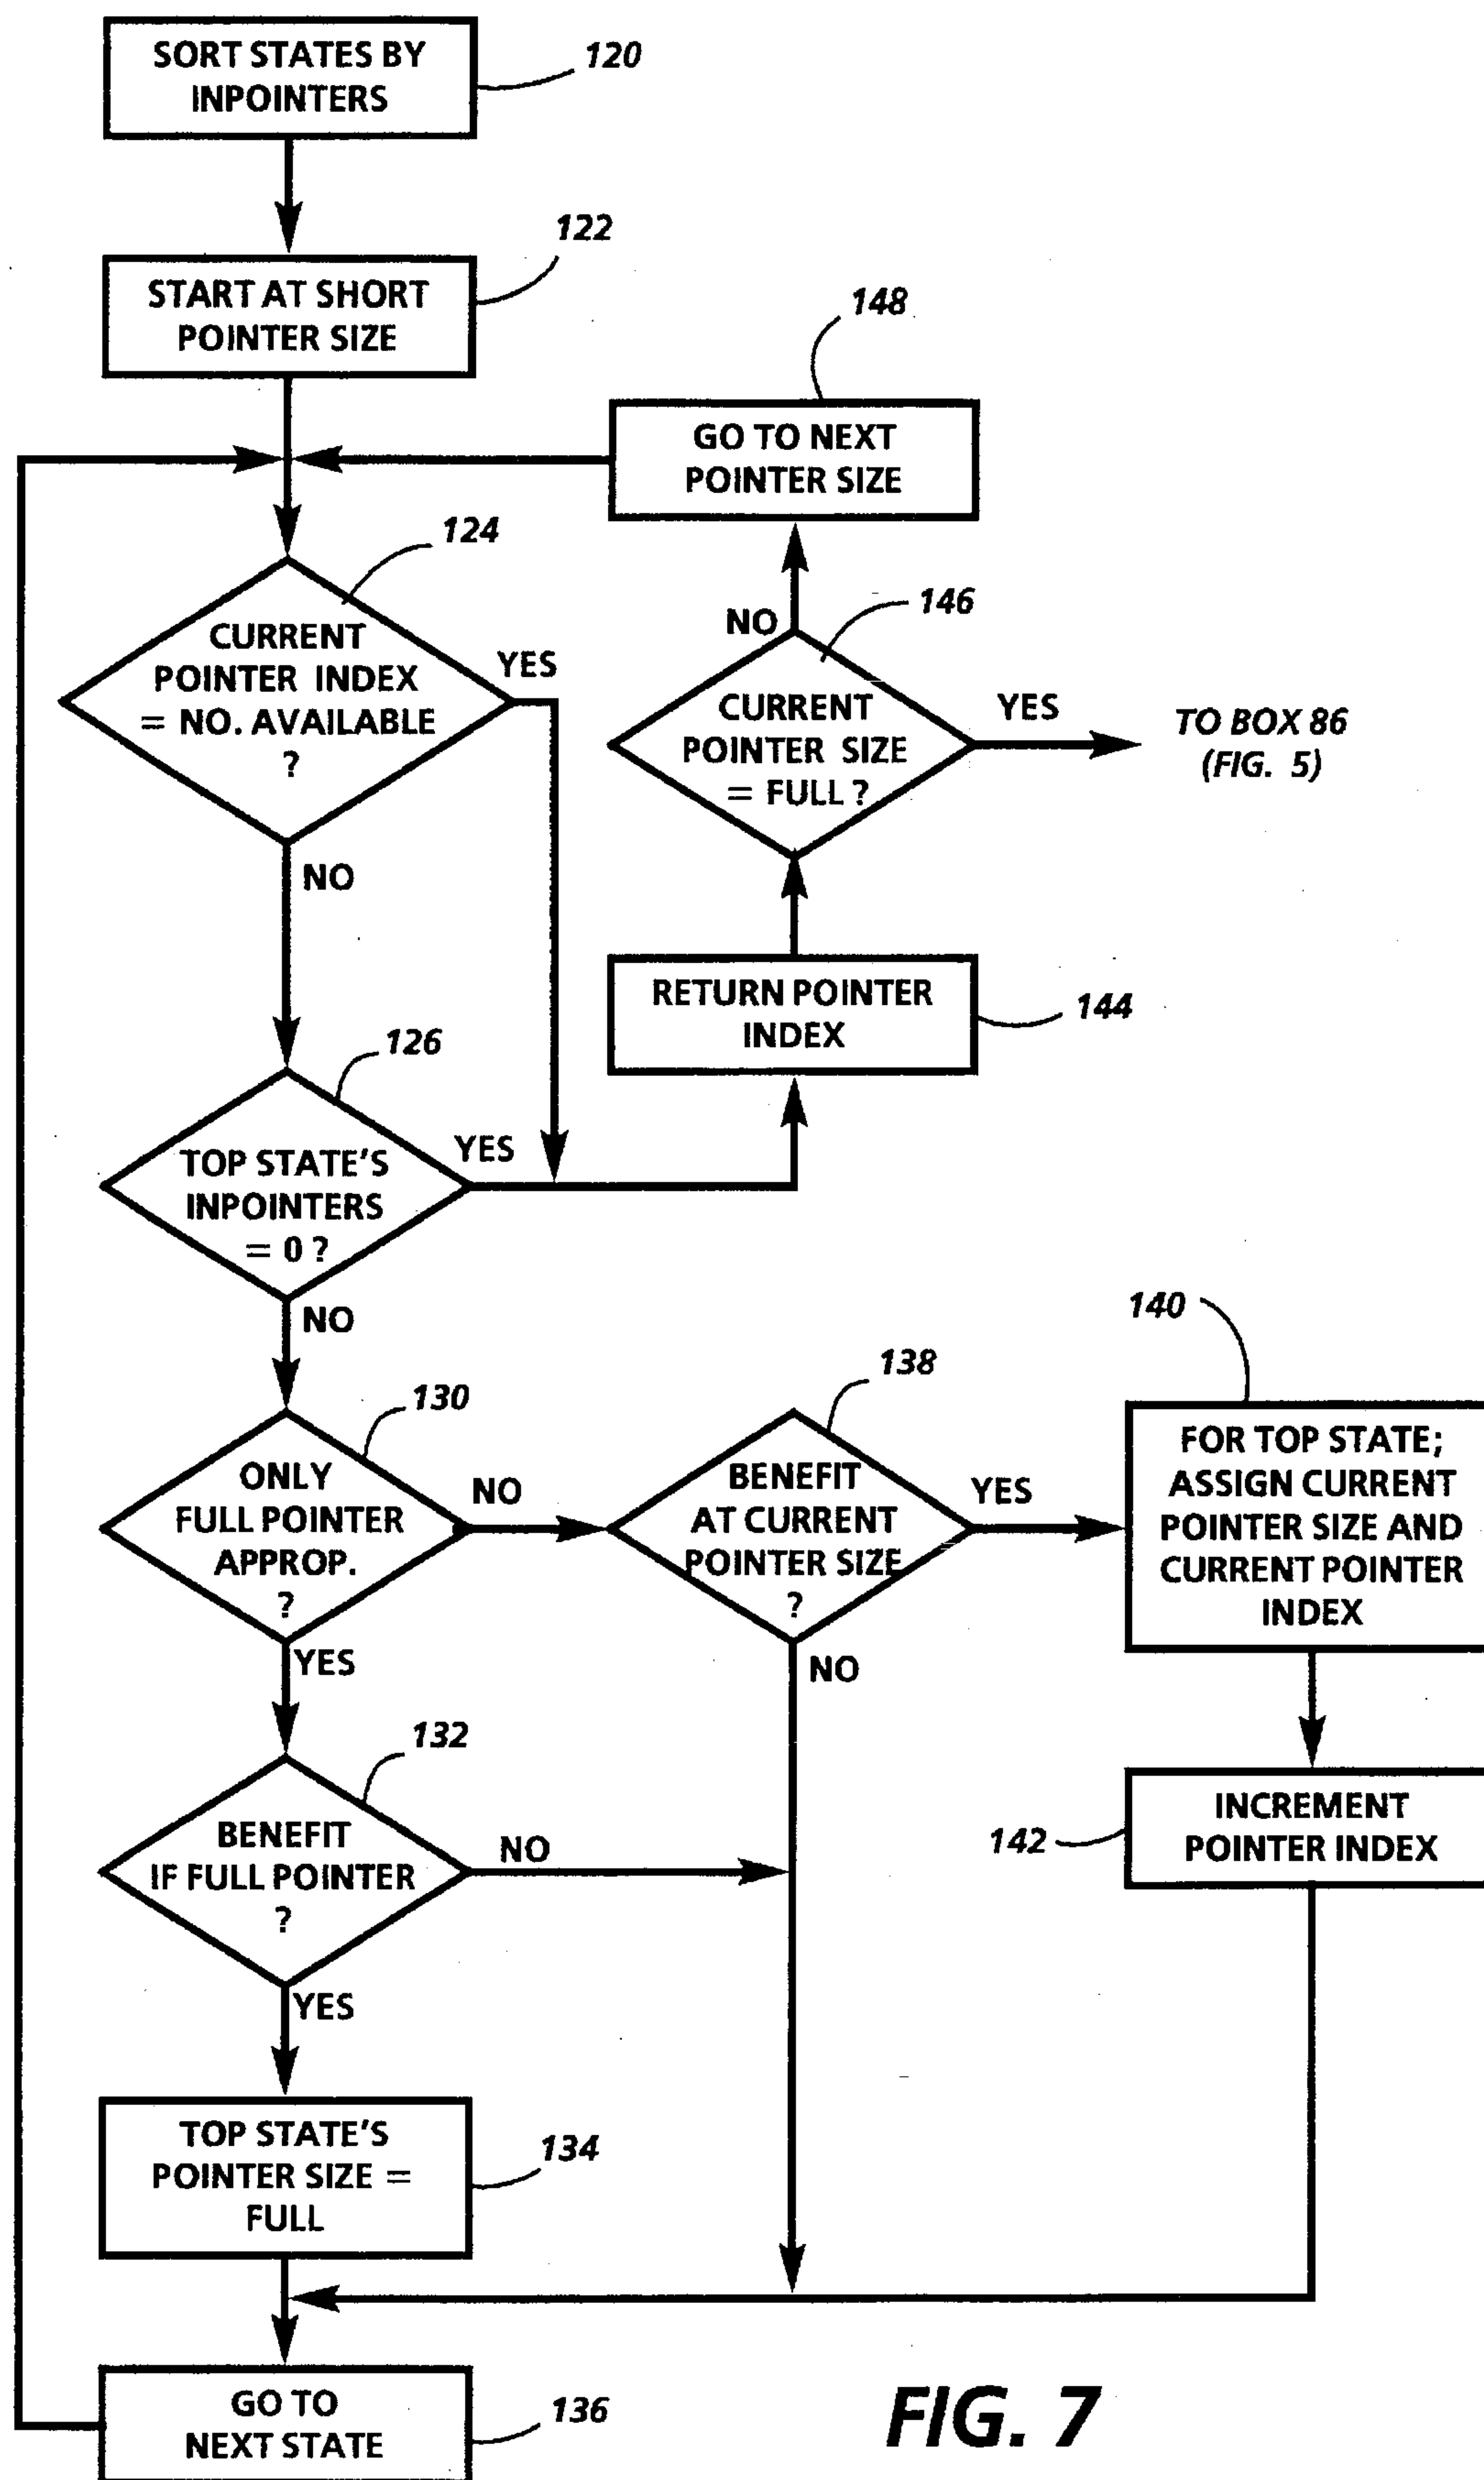 SORT STATES BY
INPOINTERS
120
122
START AT SHORT
POINTER SIZE
148
GO TO NEXT
POINTER SIZE
124
CURRENT
POINTER INDEX
= NO. AVAILABLE
?
YES
NO
146
NO
CURRENT
POINTER SIZE
= FULL ?
YES
TO BOX 86
(FIG. 5)
RETURN POINTER
INDEX
144
126
TOP STATE'S
INPOINTERS
= 0 ?
YES
NO
130
ONLY
FULL POINTER
APPROP.
?
NO
YES
138
BENEFIT
AT CURRENT
POINTER SIZE
?
YES
NO
140
FOR TOP STATE;
ASSIGN CURRENT
POINTER SIZE AND
CURRENT POINTER
INDEX
132
BENEFIT
IF FULL POINTER
?
NO
YES
142
INCREMENT
POINTER INDEX
TOP STATE'S
POINTER SIZE =
FULL
134
GO TO
NEXT STATE
136
FIG. 7